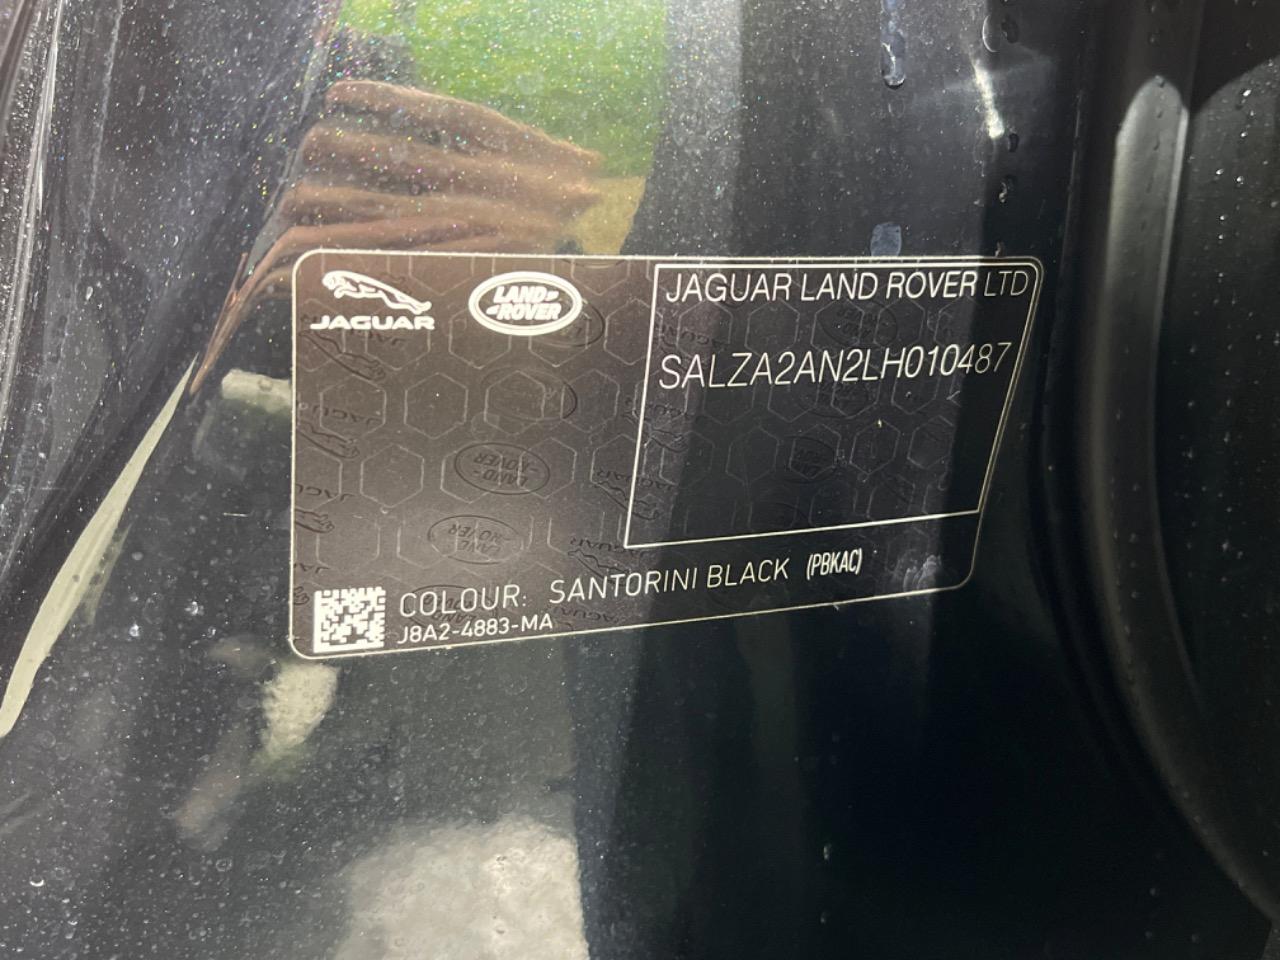 JAGUAR
LAND ROVER
JAGUAR LAND ROVER LTD
SALZA2AN2LH010487
COLOUR: SANTORINI BLACK (PBKAC)
J8A2-4883-MA